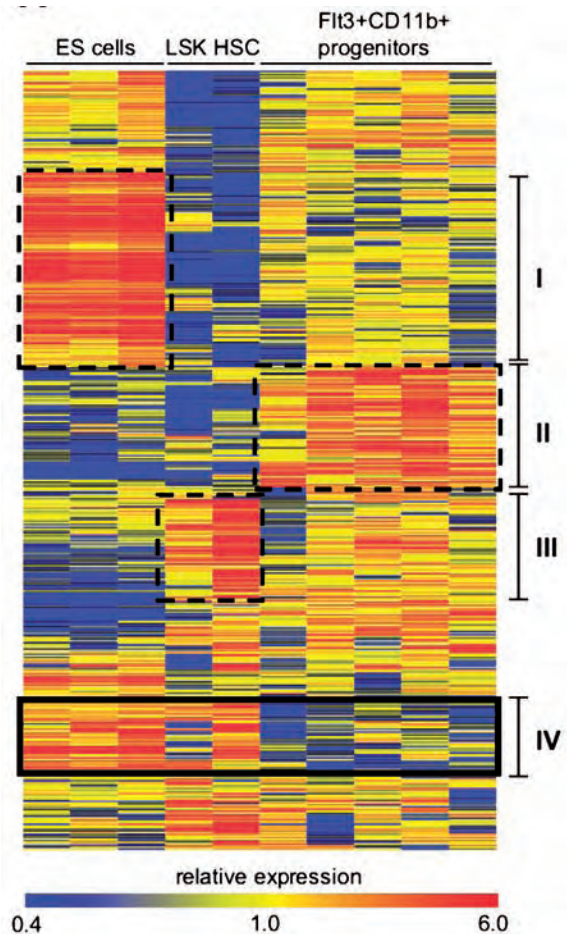 ES cells LSK HSC Flt3+CD11b+
progenitors
I
II
III
IV
relative expression
0.4 1.0 6.0